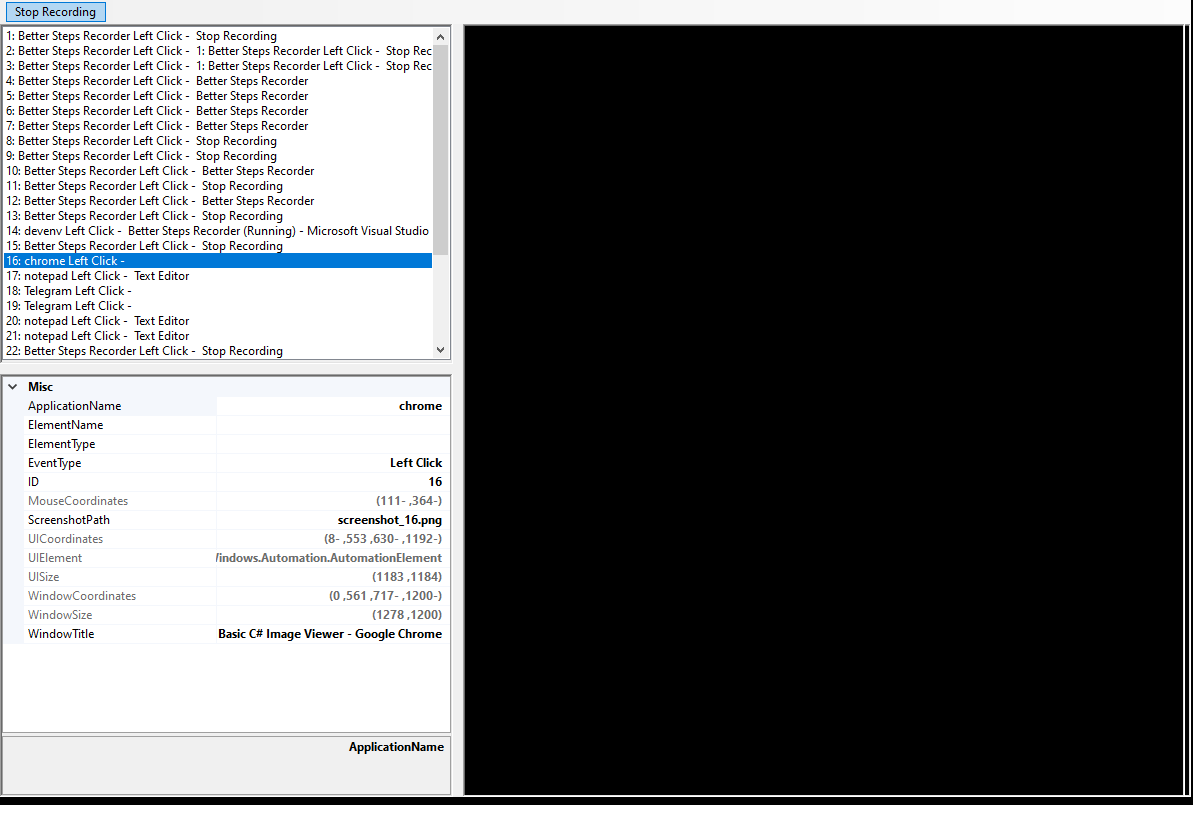 Stop Recording
1: Better Steps Recorder Left Click -  Stop Recording
2: Better Steps Recorder Left Click -  1: Better Steps Recorder Left Click -  Stop Rec
3: Better Steps Recorder Left Click -  1: Better Steps Recorder Left Click -  Stop Rec
4: Better Steps Recorder Left Click -  Better Steps Recorder
5: Better Steps Recorder Left Click -  Better Steps Recorder
6: Better Steps Recorder Left Click -  Better Steps Recorder
7: Better Steps Recorder Left Click -  Better Steps Recorder
8: Better Steps Recorder Left Click -  Stop Recording
9: Better Steps Recorder Left Click -  Stop Recording
10: Better Steps Recorder Left Click -  Better Steps Recorder
11: Better Steps Recorder Left Click -  Stop Recording
12: Better Steps Recorder Left Click -  Better Steps Recorder
13: Better Steps Recorder Left Click -  Stop Recording
14: devenv Left Click -  Better Steps Recorder (Running) - Microsoft Visual Studio
15: Better Steps Recorder Left Click -  Stop Recording
16: chrome Left Click -
17: notepad Left Click -  Text Editor
18: Telegram Left Click -
19: Telegram Left Click -
20: notepad Left Click -  Text Editor
21: notepad Left Click -  Text Editor
22: Better Steps Recorder Left Click -  Stop Recording
Misc
ApplicationName chrome
ElementName
ElementType
EventType Left Click
ID 16
MouseCoordinates (111- ,364-)
ScreenshotPath screenshot_16.png
UICoordinates (8- ,553 ,630- ,1192-)
UIElement indows.Automation.AutomationElement
UISize (1183 ,1184)
WindowCoordinates (0 ,561 ,717- ,1200-)
WindowSize (1278 ,1200)
WindowTitle Basic C# Image Viewer - Google Chrome
ApplicationName